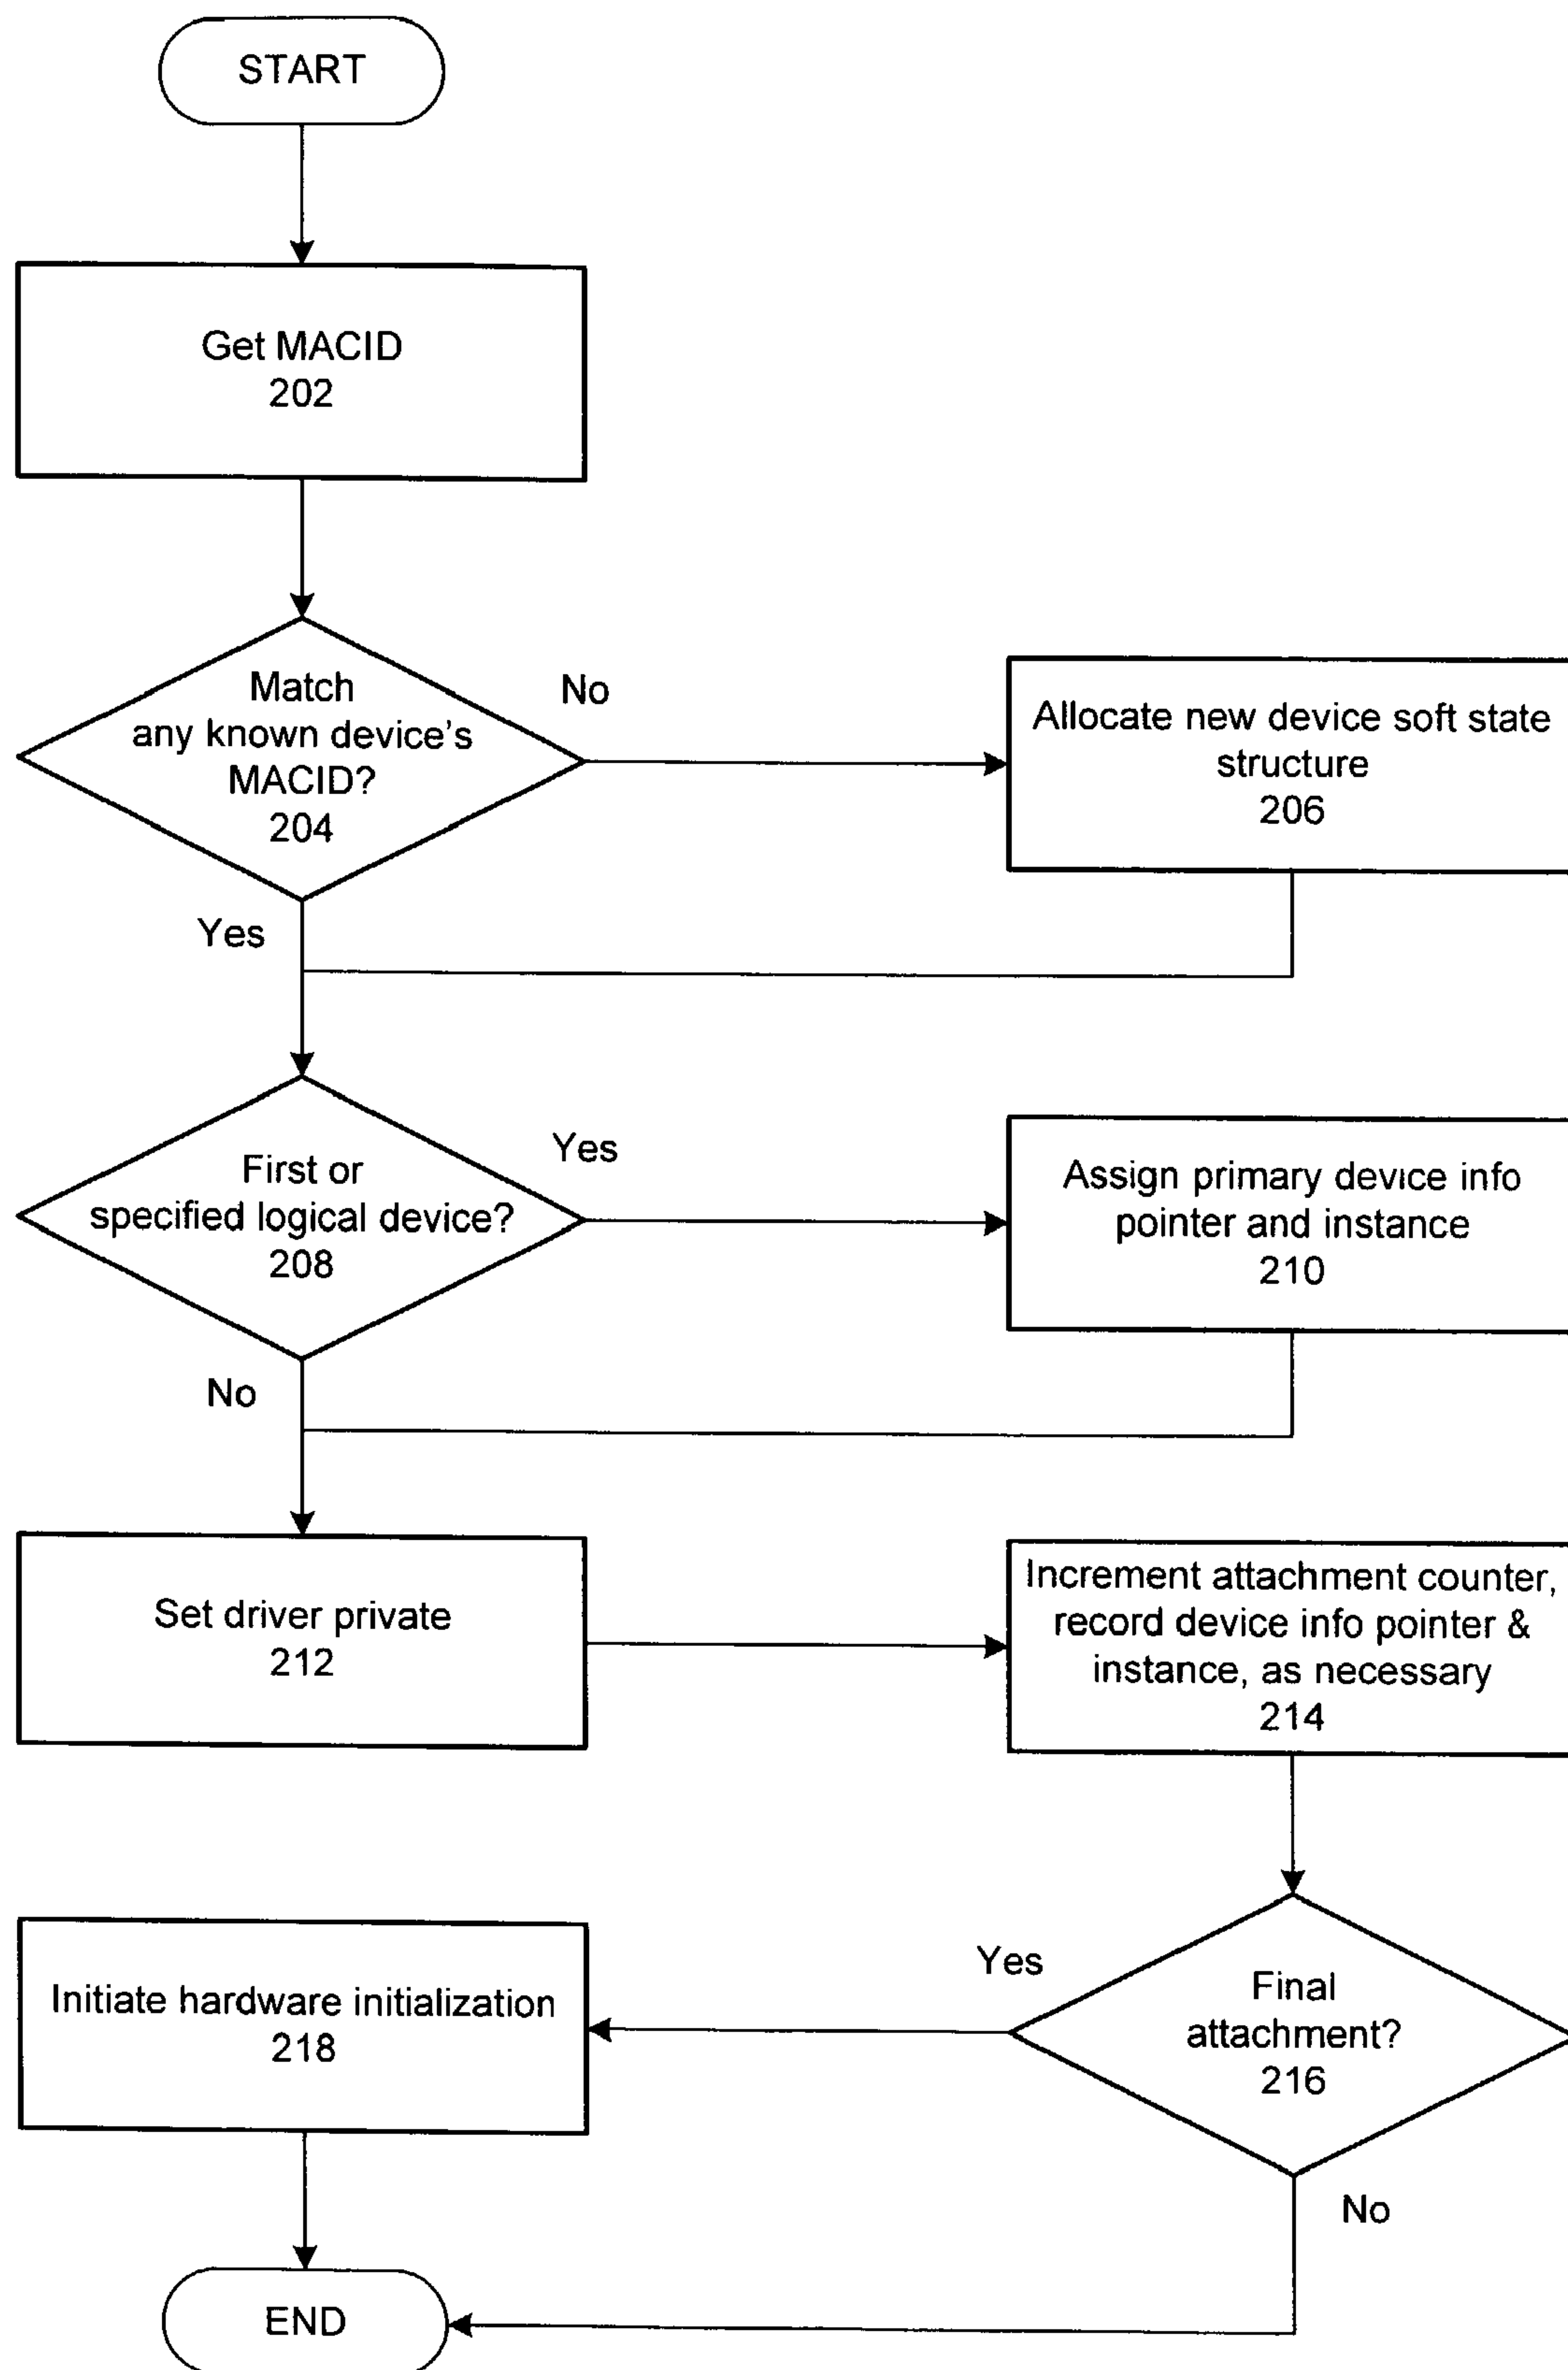 START
Get MACID
202
Match
any known device's
MACID?
204
No
Yes
Allocate new device soft state
structure
206
First or
specified logical device?
208
Yes
No
Assign primary device info
pointer and instance
210
Set driver private
212
Increment attachment counter,
record device info pointer &
instance, as necessary
214
Final
attachment?
216
Yes
No
Initiate hardware initialization
218
END